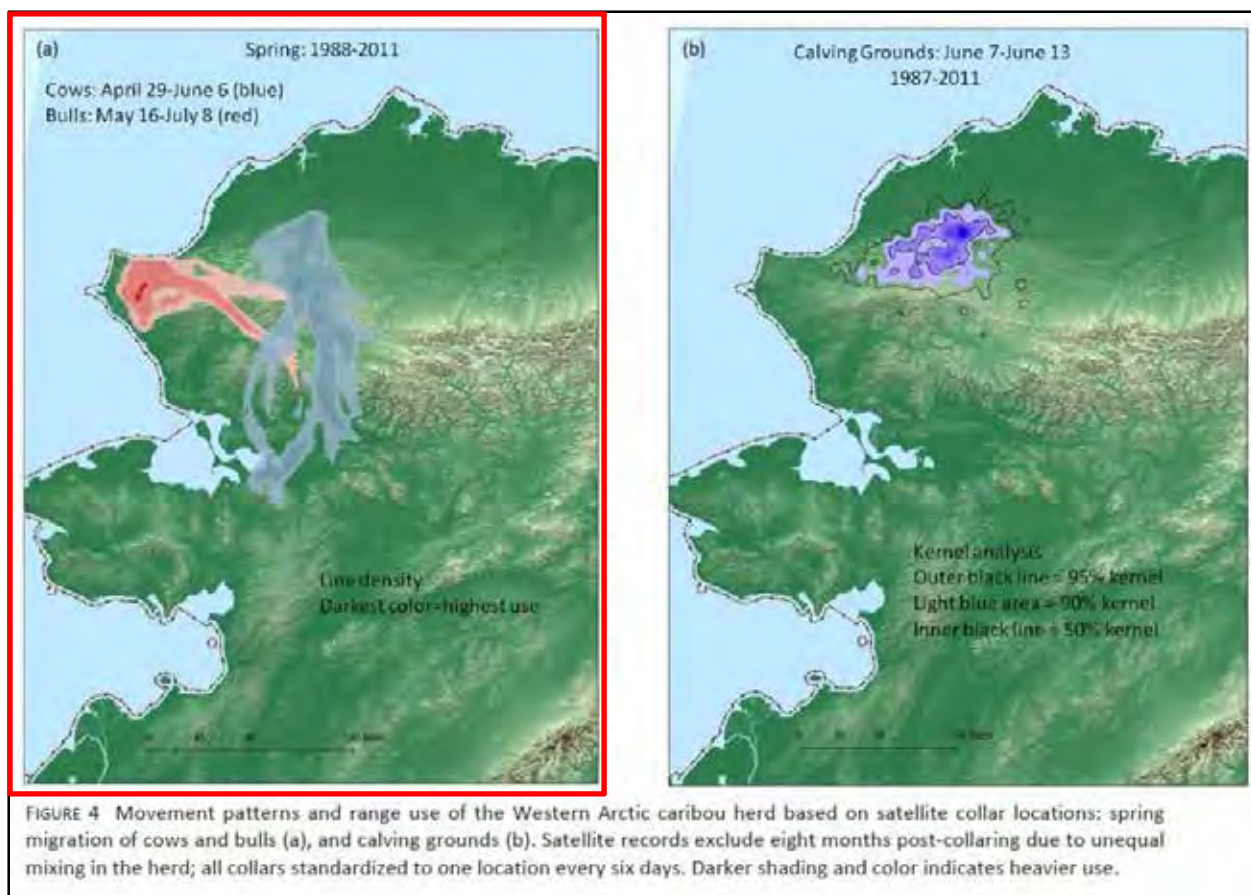 (a)
Spring: 1988-2011
Cows: April 29-June 6 (blue)
Bulls: May 16-July 8 (red)
Line density
Darkest color=highest use
(b)
Calving Grounds: June 7-June 13
1987-2011
Kernel analysis
Outer black line = 95% kernel
Light blue area = 90% kernel
Inner black line = 50% kernel
FIGURE 4 Movement patterns and range use of the Western Arctic caribou herd based on satellite collar locations: spring
migration of cows and bulls (a), and calving grounds (b). Satellite records exclude eight months post-collaring due to unequal
mixing in the herd; all collars standardized to one location every six days. Darker shading and color indicates heavier use.